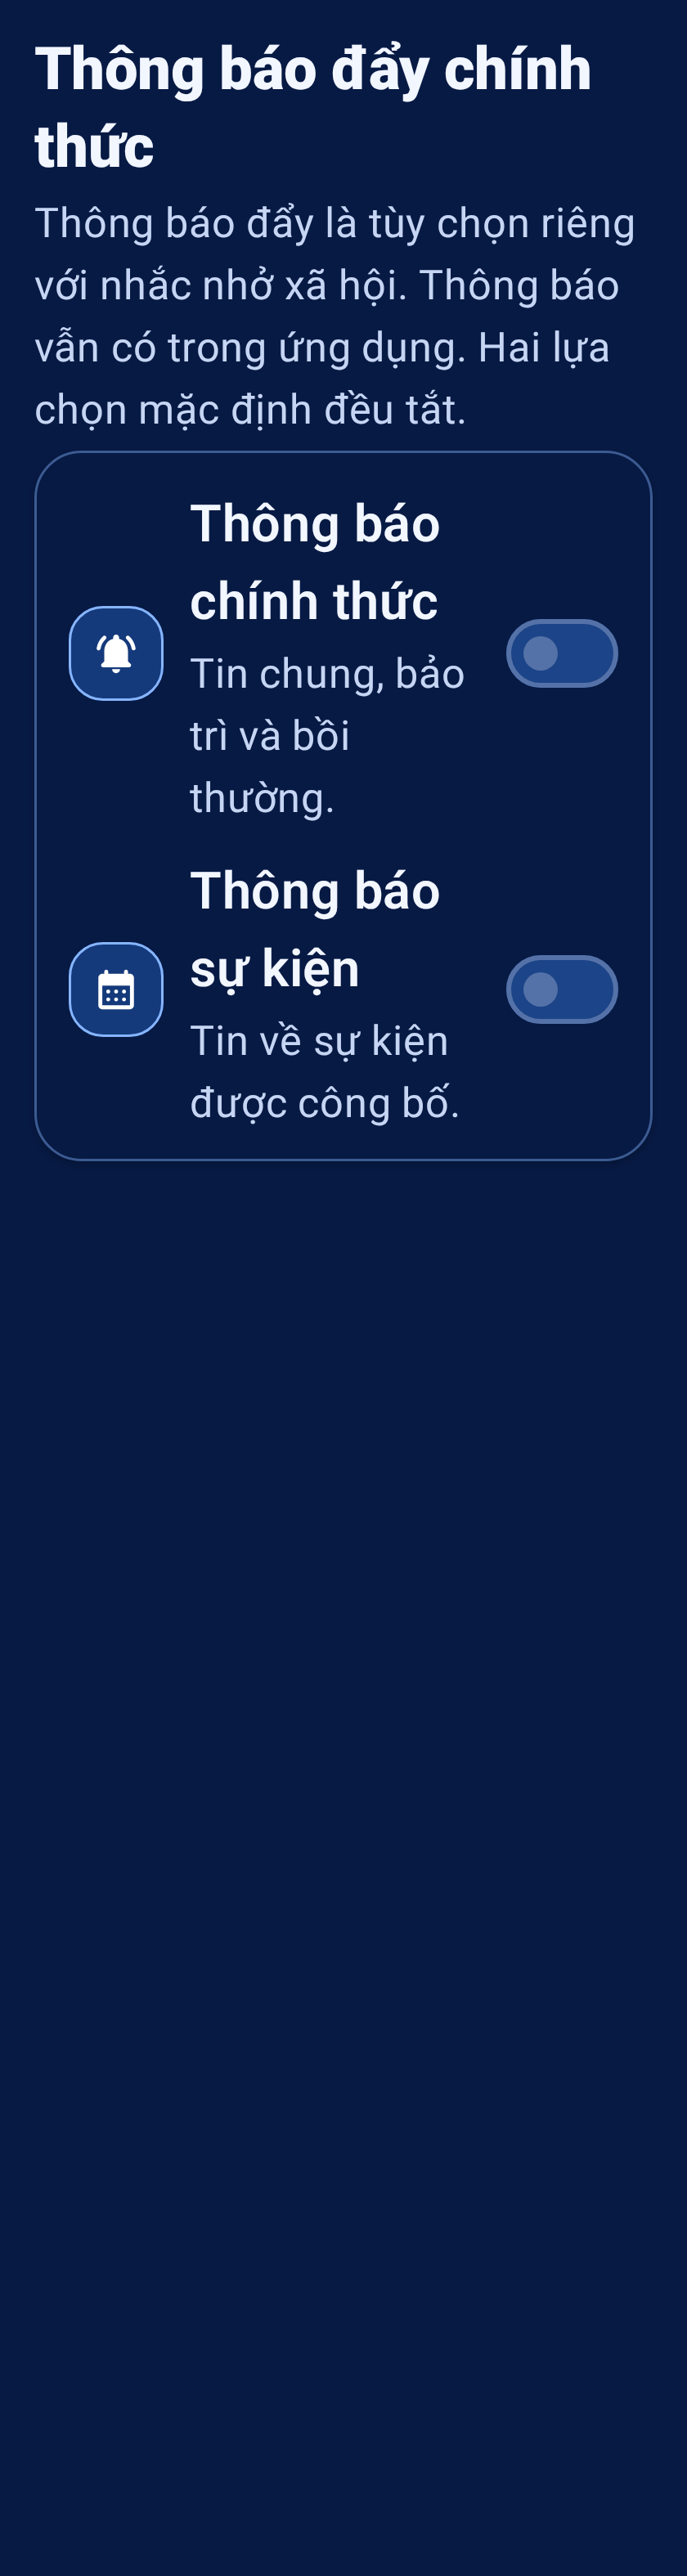 Thông báo đẩy chính
thức
Thông báo đẩy là tùy chọn riêng
với nhắc nhở xã hội. Thông báo
vẫn có trong ứng dụng. Hai lựa
chọn mặc định đều tắt.
Thông báo
chính thức
Tin chung, bảo
trì và bồi
thường.
Thông báo
sự kiện
Tin về sự kiện
được công bố.